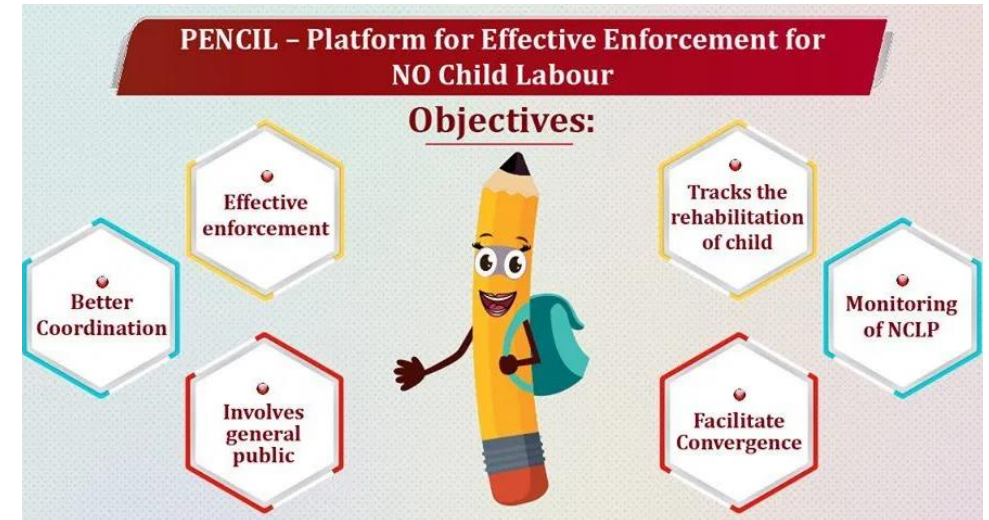 PENCIL – Platform for Effective Enforcement for
NO Child Labour
Objectives:
Effective
enforcement
Better
Coordination
Involves
general
public
Tracks the
rehabilitation
of child
Monitoring
of NCLP
Facilitate
Convergence